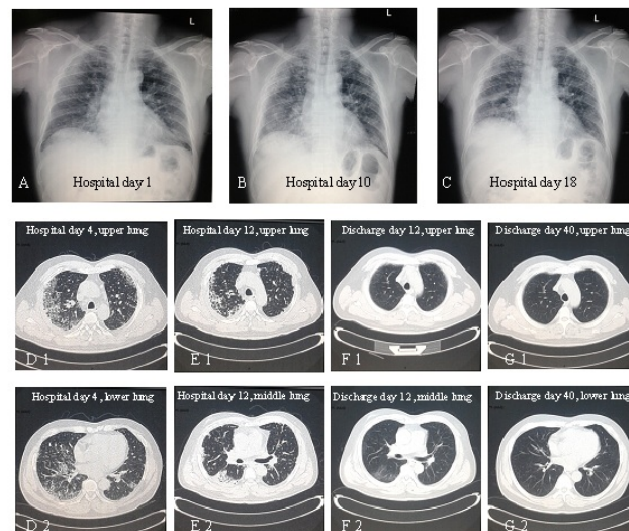 L
L
L
A
Hospital day 1
B
Hospital day 10
C
Hospital day 18
Hospital day 4, upper lung
Hospital day 12, upper lung
Discharge day 12, upper lung
Discharge day 40, upper lung
D 1
E 1
F 1
G 1
Hospital day 4, lower lung
Hospital day 12, middle lung
Discharge day 12, middle lung
Discharge day 40, lower lung
D 2
E 2
F 2
G 2